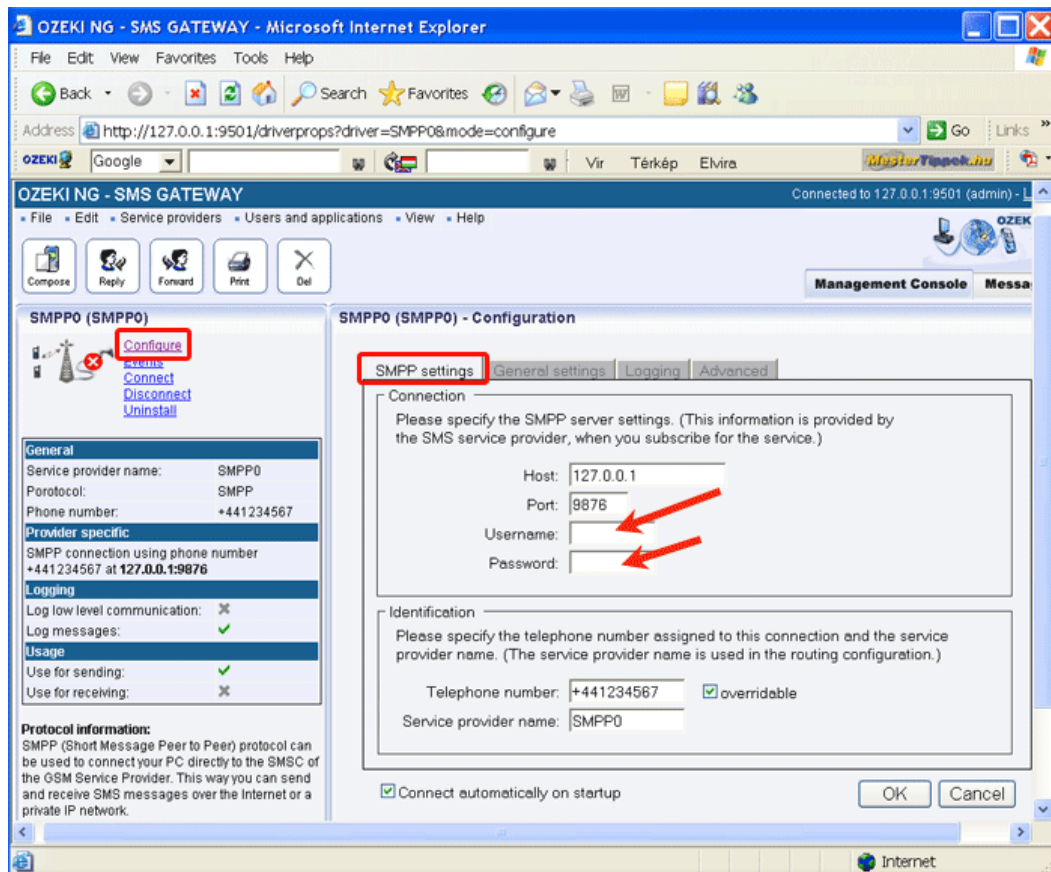 OZEKI NG - SMS GATEWAY - Microsoft Internet Explorer
File Edit View Favorites Tools Help
Back Search Favorites
Address http://127.0.0.1:9501/driverprops?driver=SMPP0&mode=configure Go Links »
OZEKI Google Vir Térkép Elvira MesterTippek.hu
OZEKI NG - SMS GATEWAY Connected to 127.0.0.1:9501 (admin) - L
File Edit Service providers Users and applications View Help
OZEK
Compose Reply Forward Print Del
Management Console Messa
SMPP0 (SMPP0)
Configure
Events
Connect
Disconnect
Uninstall
General
Service provider name: SMPP0
Porotocol: SMPP
Phone number: +441234567
Provider specific
SMPP connection using phone number
+441234567 at 127.0.0.1:9876
Logging
Log low level communication:
Log messages:
Usage
Use for sending:
Use for receiving:
Protocol information:
SMPP (Short Message Peer to Peer) protocol can
be used to connect your PC directly to the SMSC of
the GSM Service Provider. This way you can send
and receive SMS messages over the Internet or a
private IP network.
SMPP0 (SMPP0) - Configuration
SMPP settings General settings Logging Advanced
Connection
Please specify the SMPP server settings. (This information is provided by
the SMS service provider, when you subscribe for the service.)
Host: 127.0.0.1
Port: 9876
Username:
Password:
Identification
Please specify the telephone number assigned to this connection and the service
provider name. (The service provider name is used in the routing configuration.)
Telephone number: +441234567 overridable
Service provider name: SMPP0
Connect automatically on startup OK Cancel
Internet